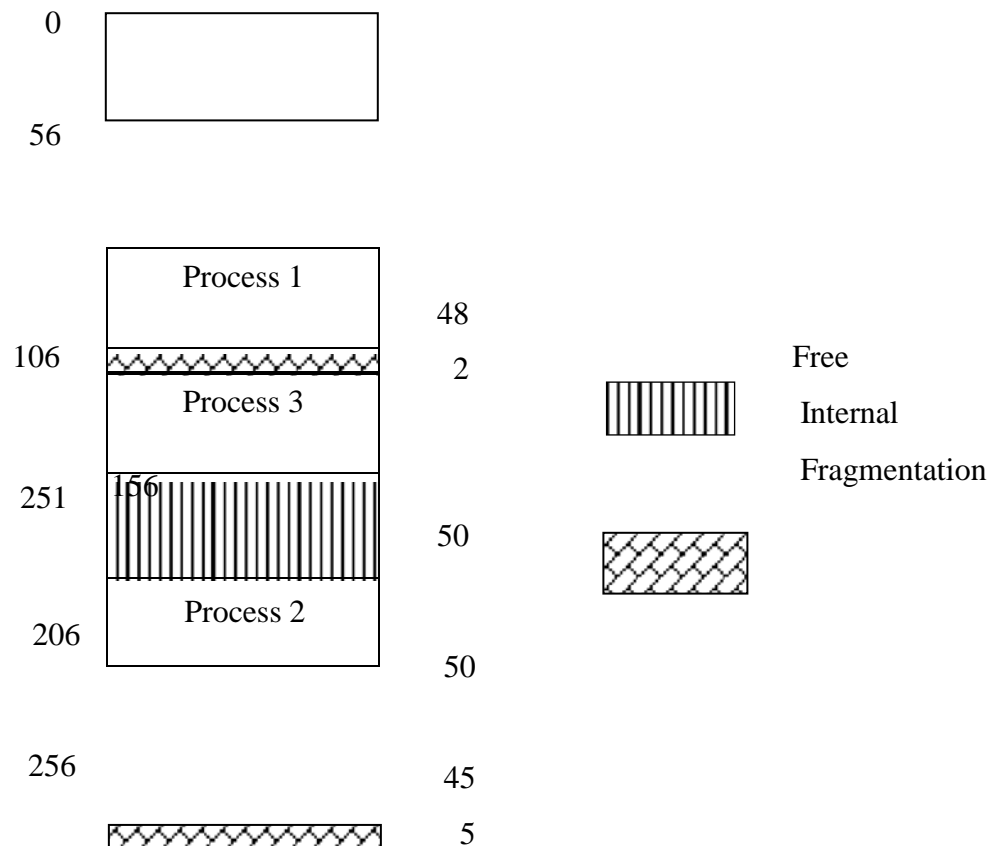 0
56
Process 1
48
106
2
Free
Process 3
Internal
156
251
Fragmentation
50
Process 2
206
50
256
45
5